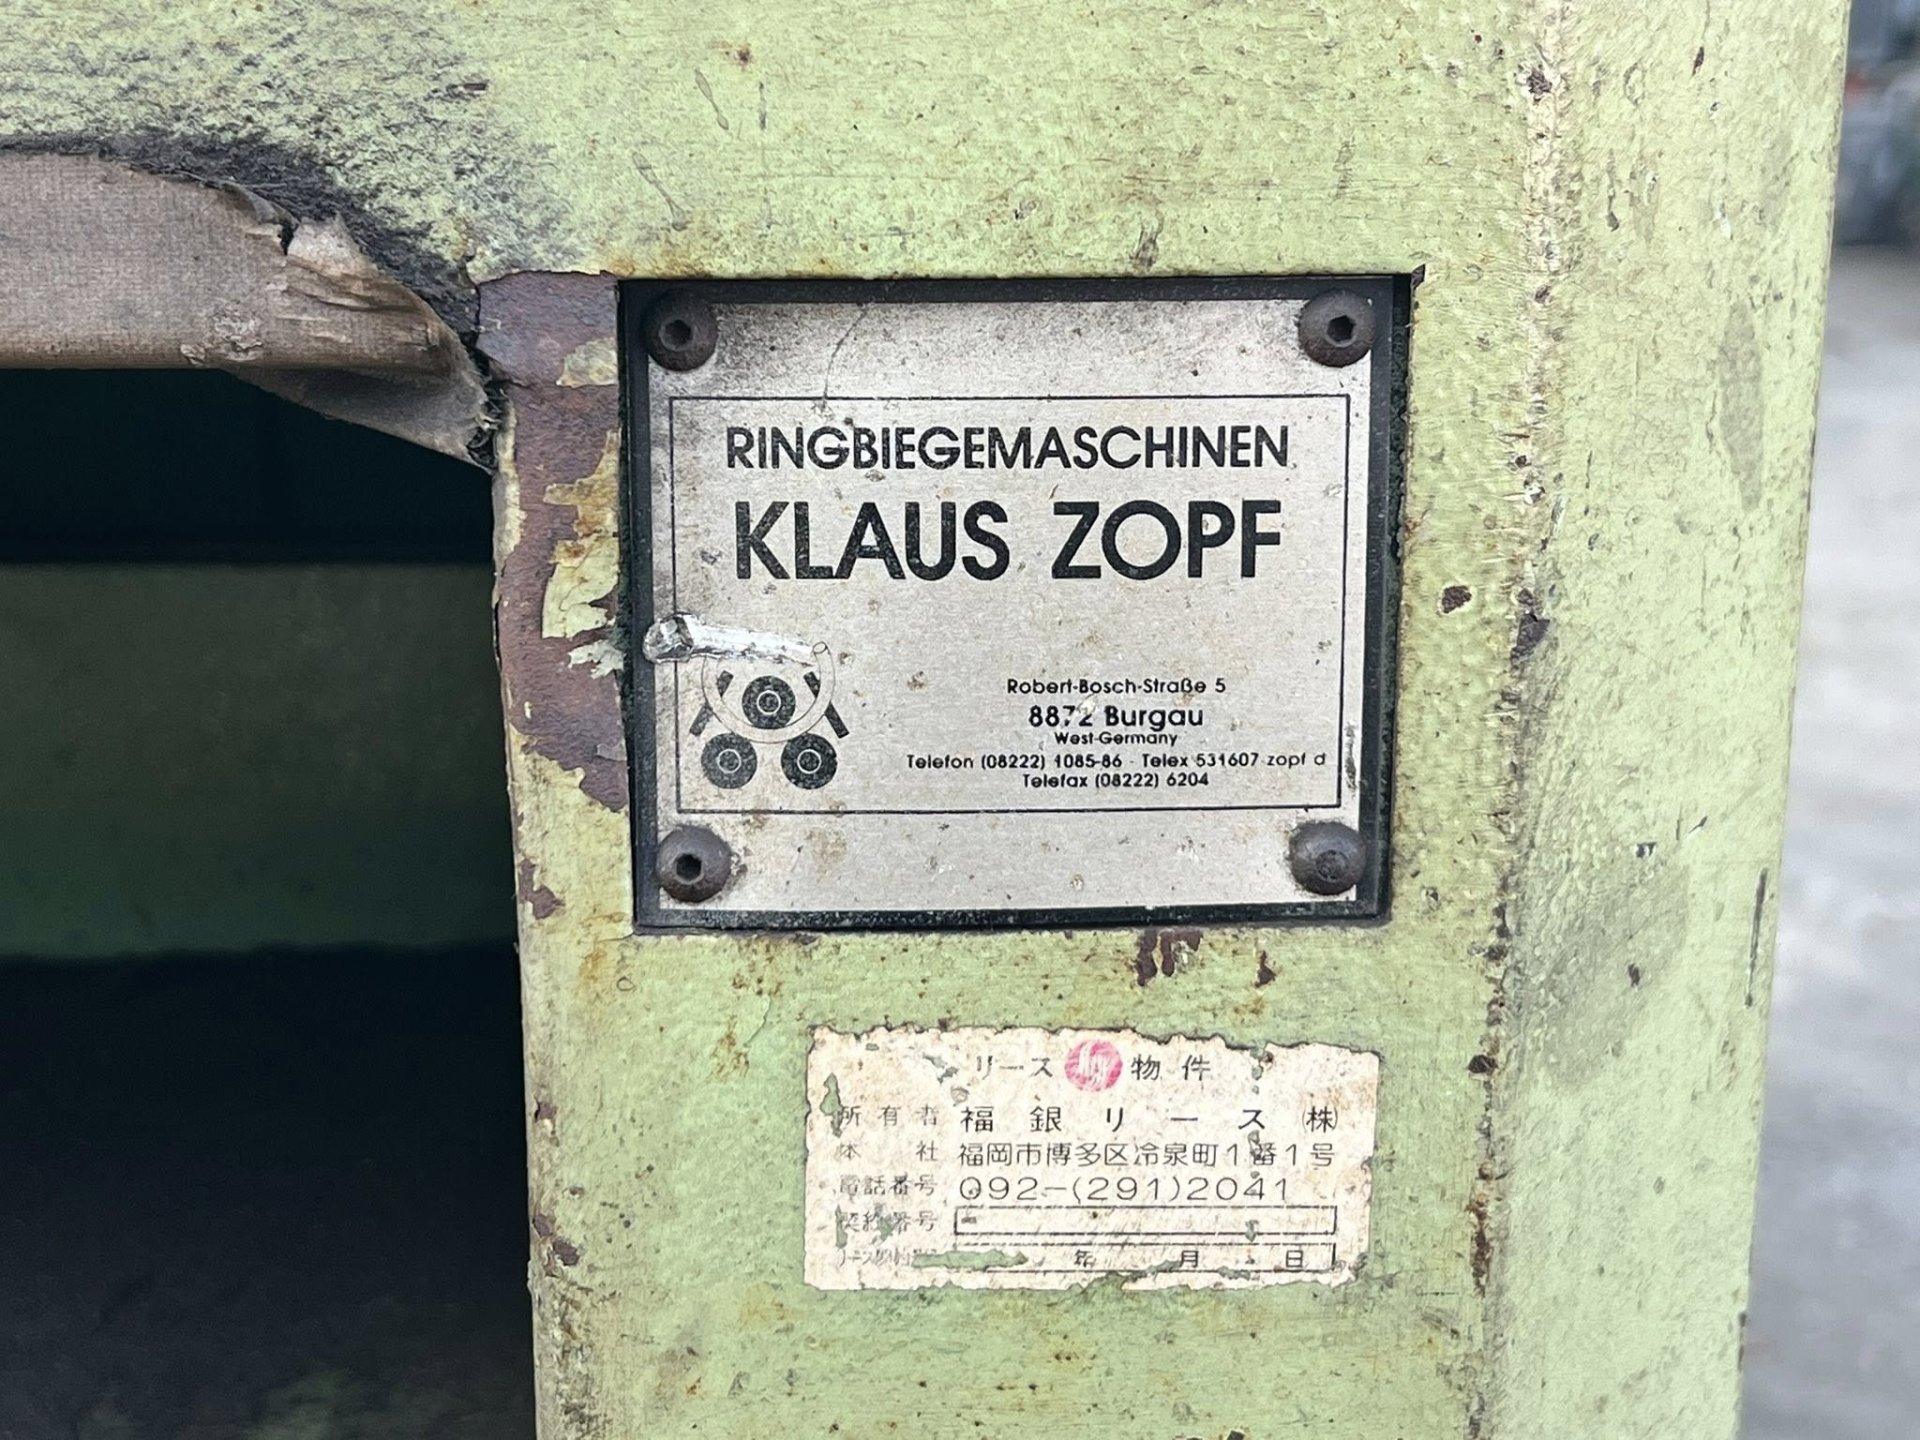 RINGBIEGEMASCHINEN
KLAUS ZOPF
Robert-Bosch-Straße 5
8872 Burgau
West-Germany
Telefon (08222) 1085-86 · Telex 531607 zopf d
Telefax (08222) 6204
リース 物件
所有者 福銀リース㈱
本社 福岡市博多区冷泉町1番1号
電話番号 092-(291)2041
契約番号
年 月 日